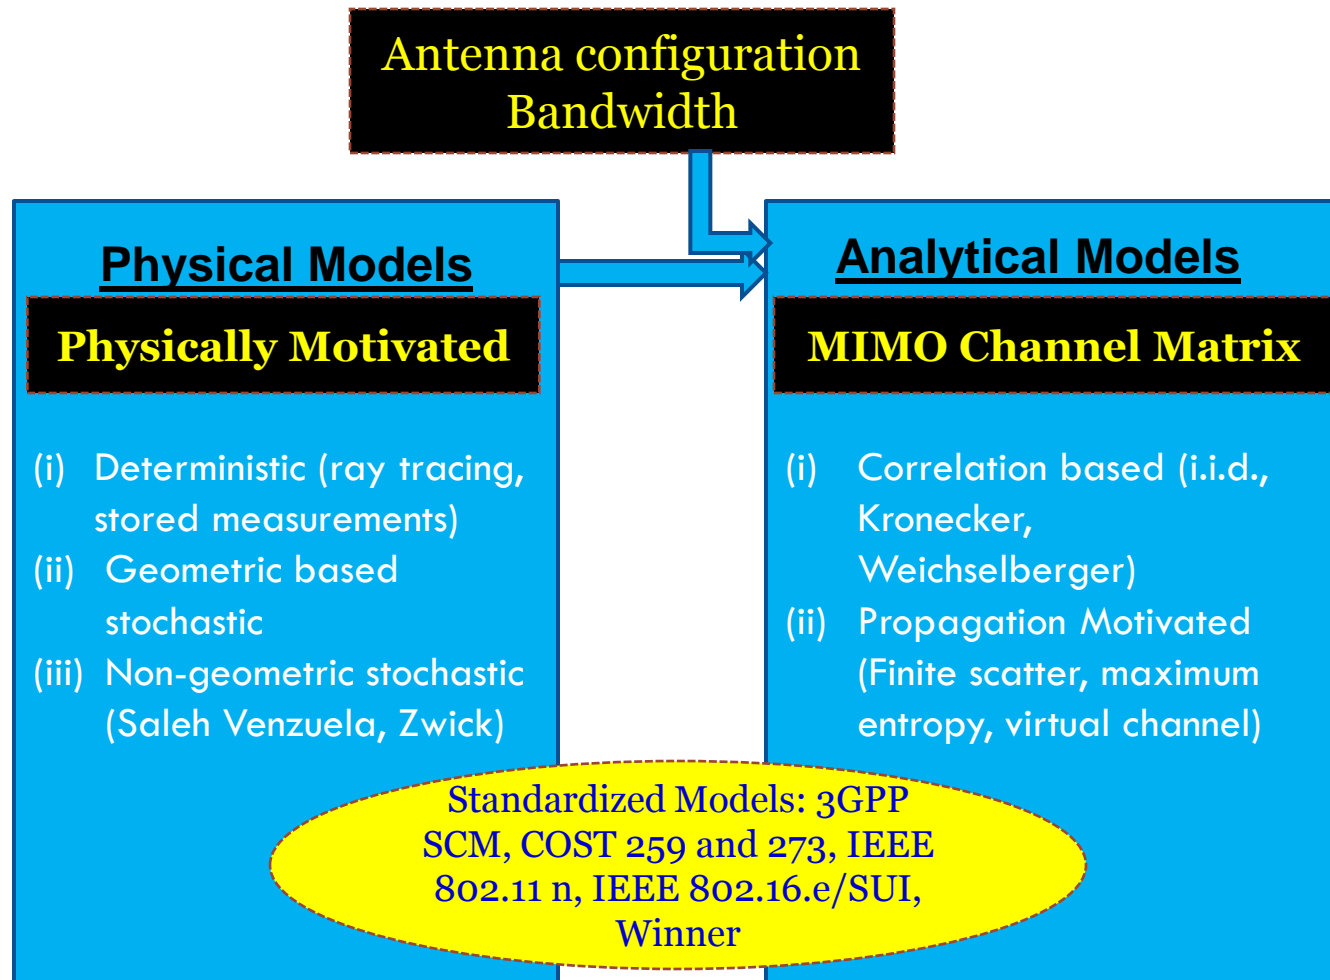 Antenna configuration
Bandwidth
Physical Models
Physically Motivated
(i) Deterministic (ray tracing,
stored measurements)
(ii) Geometric based
stochastic
(iii) Non-geometric stochastic
(Saleh Venzuela, Zwick)
Analytical Models
MIMO Channel Matrix
(i) Correlation based (i.i.d.,
Kronecker,
Weichselberger)
(ii) Propagation Motivated
(Finite scatter, maximum
entropy, virtual channel)
Standardized Models: 3GPP
SCM, COST 259 and 273, IEEE
802.11 n, IEEE 802.16.e/SUI,
Winner